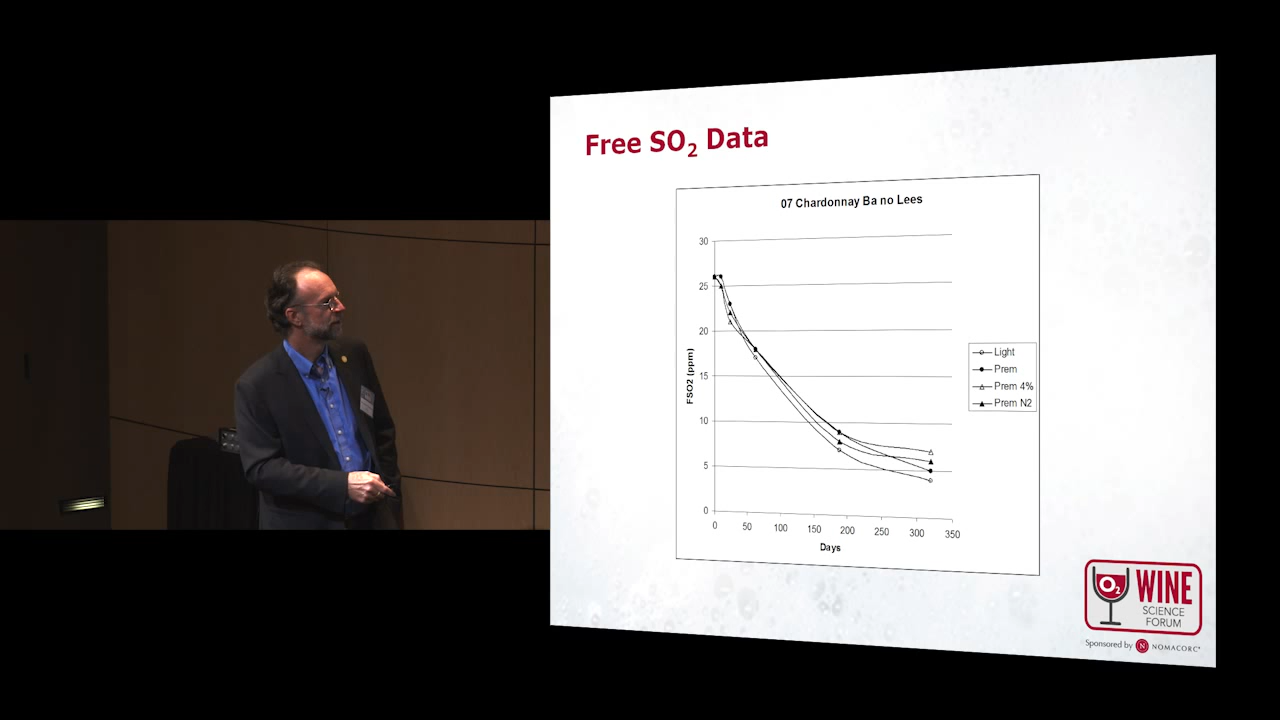 Free SO2 Data
07 Chardonnay Ba no Lees
30
25
20
15
10
5
0
FSO2 (ppm)
0 50 100 150 200 250 300 350
Days
Light
Prem
Prem 4%
Prem N2
O2 WINE
SCIENCE
FORUM
Sponsored by N NOMACORC